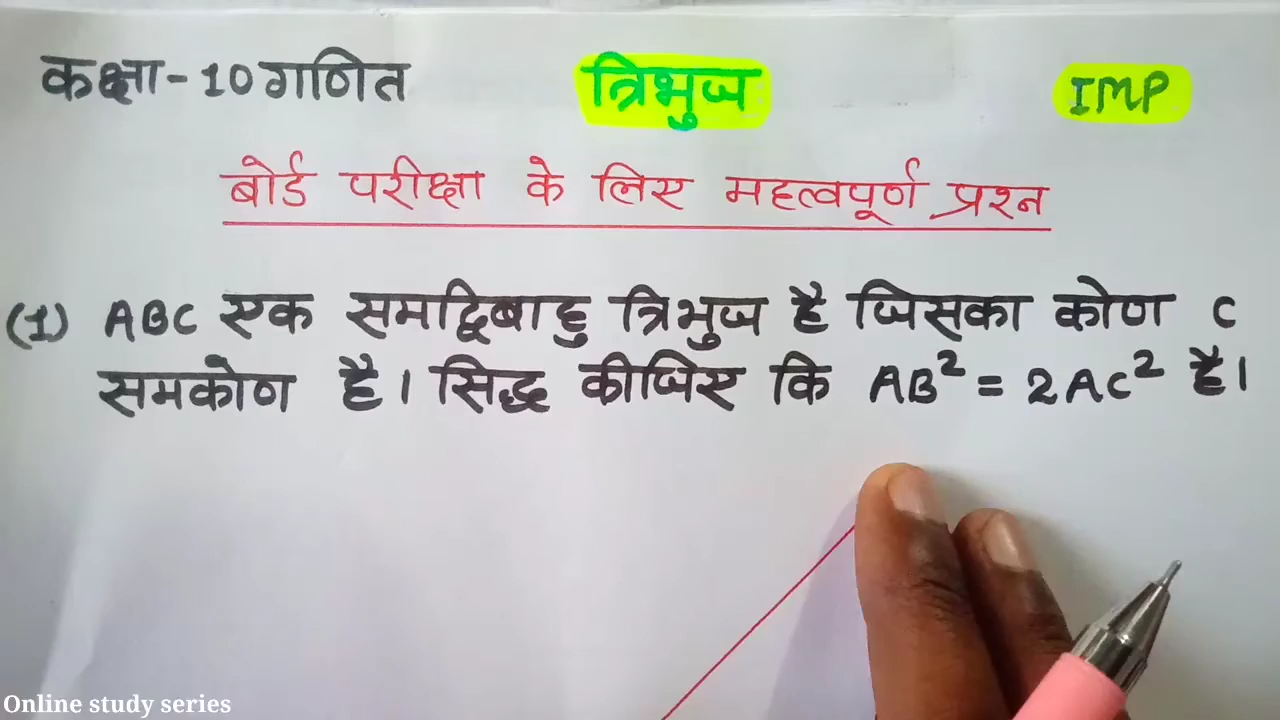 कक्षा-10 गणित त्रिभुज IMP
बोर्ड परीक्षा के लिए महत्वपूर्ण प्रश्न
(1) ABC एक समद्विबाहु त्रिभुज है जिसका कोण C
समकोण है। सिद्ध कीजिए कि AB² = 2AC² है।
Online study series